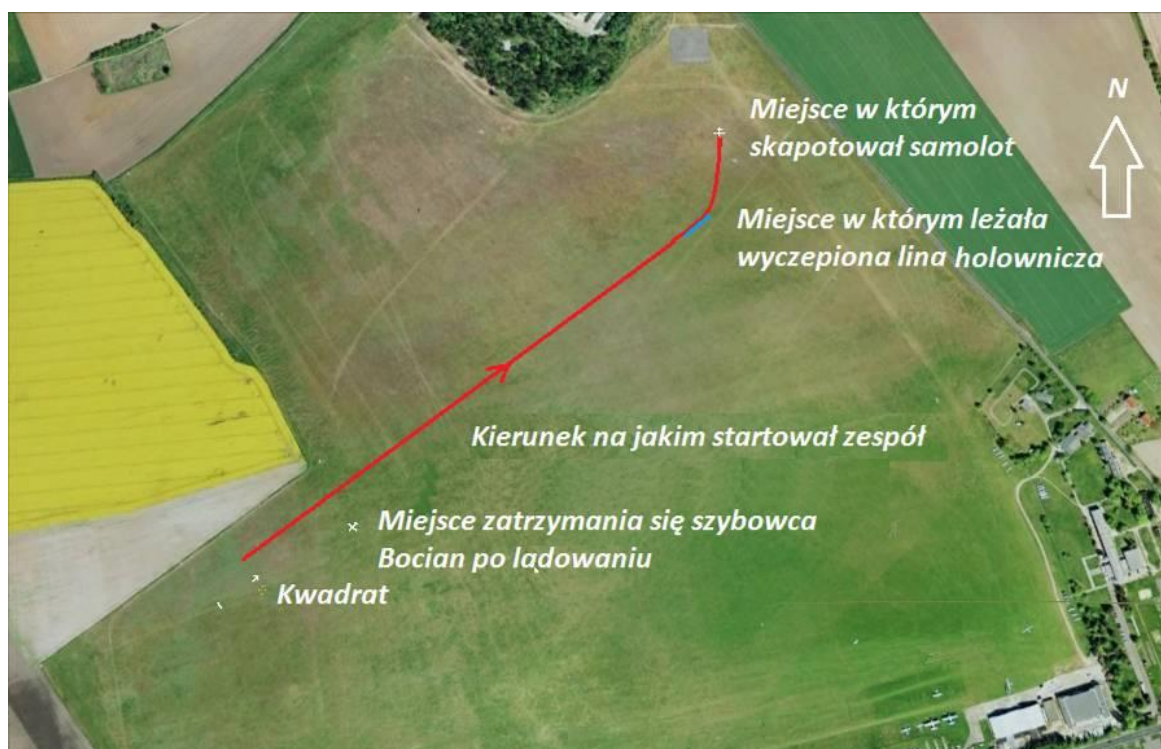 N
Miejsce w którym
skapotował samolot
Miejsce w którym leżała
wyczepiona lina holownicza
Kierunek na jakim startował zespół
Miejsce zatrzymania się szybowca
Bocian po lądowaniu
Kwadrat